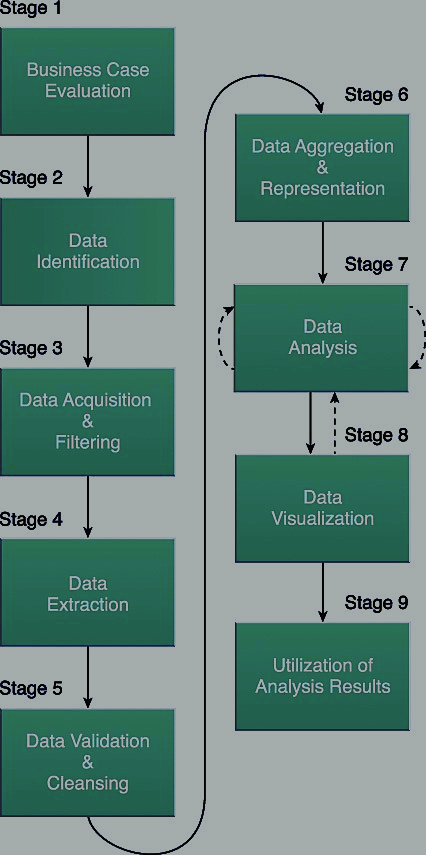 Stage 1
Business Case
Evaluation
Stage 2
Data
Identification
Stage 3
Data Acquisition
&
Filtering
Stage 4
Data
Extraction
Stage 5
Data Validation
&
Cleansing
Stage 6
Data Aggregation
&
Representation
Stage 7
Data
Analysis
Stage 8
Data
Visualization
Stage 9
Utilization of
Analysis Results